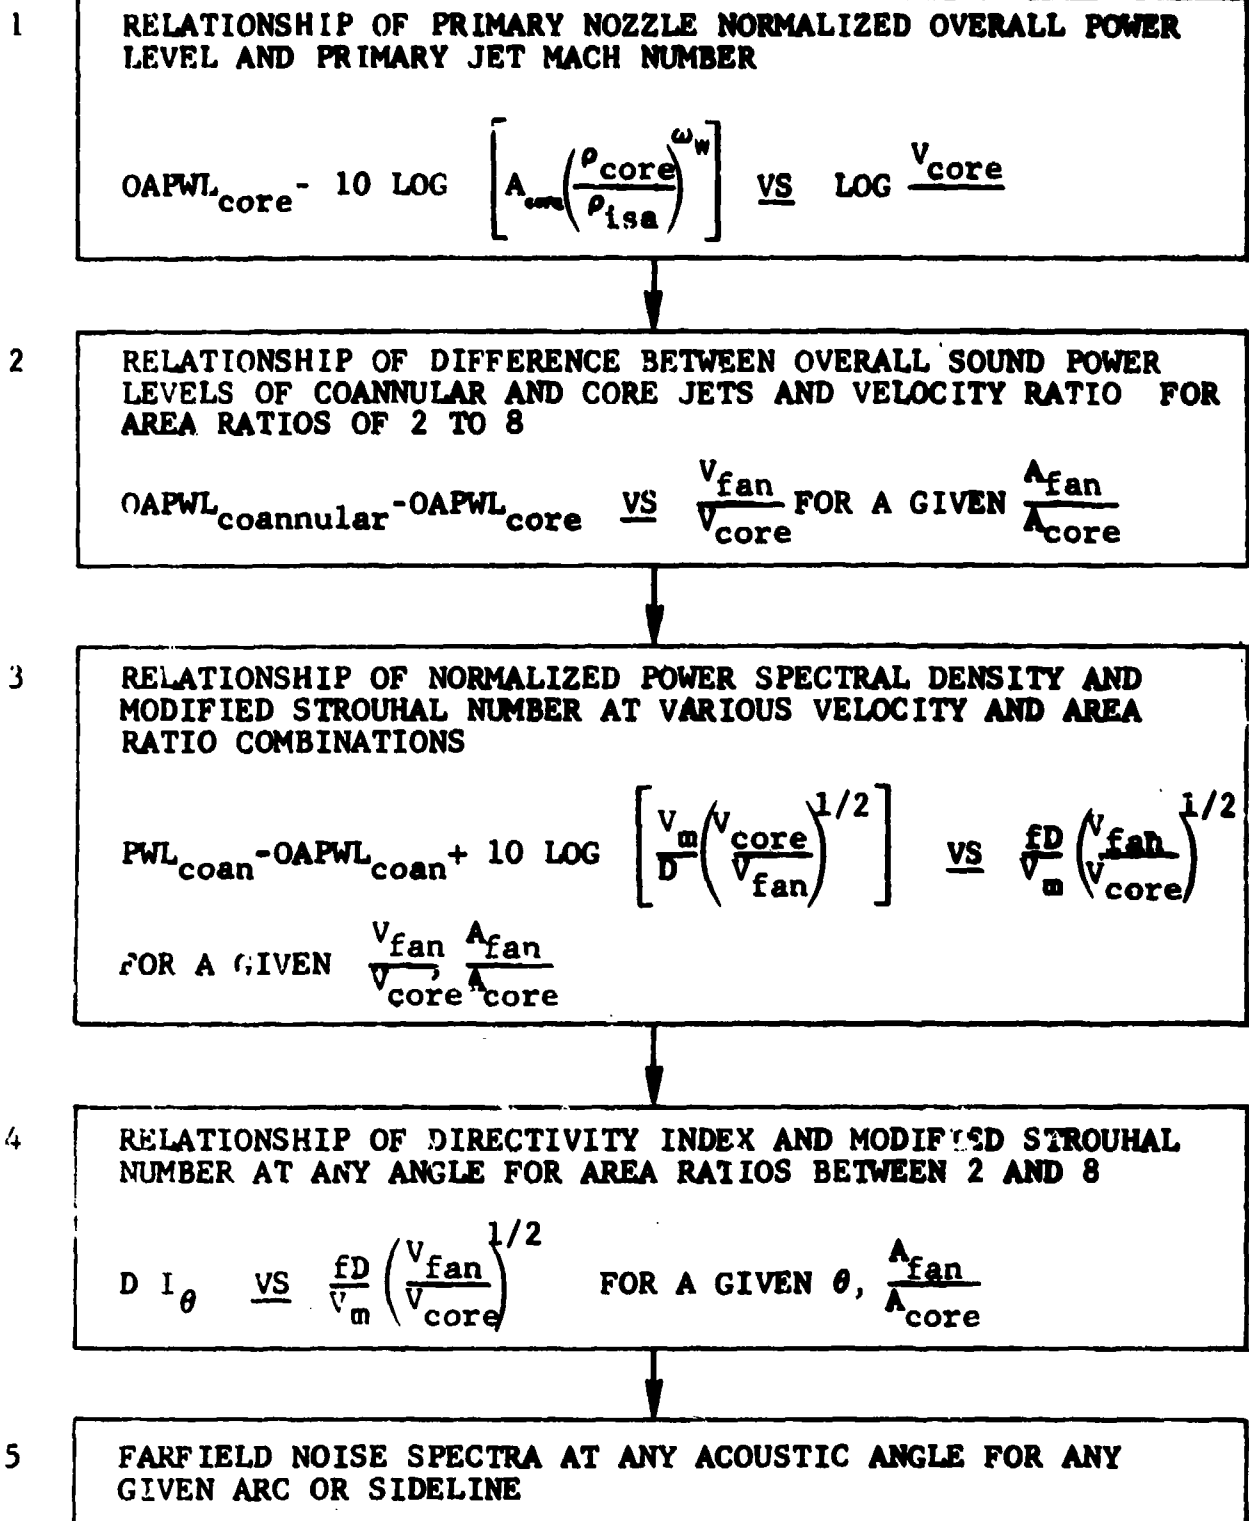 1
RELATIONSHIP OF PRIMARY NOZZLE NORMALIZED OVERALL POWER
LEVEL AND PRIMARY JET MACH NUMBER
OAPWL_core - 10 LOG [A_core (ρ_core / ρ_isa)^ω_w] VS LOG V_core
2
RELATIONSHIP OF DIFFERENCE BETWEEN OVERALL SOUND POWER
LEVELS OF COANNULAR AND CORE JETS AND VELOCITY RATIO FOR
AREA RATIOS OF 2 TO 8
OAPWL_coannular - OAPWL_core VS V_fan / V_core FOR A GIVEN A_fan / A_core
3
RELATIONSHIP OF NORMALIZED POWER SPECTRAL DENSITY AND
MODIFIED STROUHAL NUMBER AT VARIOUS VELOCITY AND AREA
RATIO COMBINATIONS
PWL_coan - OAPWL_coan + 10 LOG [V_m / D (V_core / V_fan)^1/2] VS fD / V_m (V_fan / V_core)^1/2
FOR A GIVEN V_fan / V_core, A_fan / A_core
4
RELATIONSHIP OF DIRECTIVITY INDEX AND MODIFIED STROUHAL
NUMBER AT ANY ANGLE FOR AREA RATIOS BETWEEN 2 AND 8
D I_θ VS fD / V_m (V_fan / V_core)^1/2 FOR A GIVEN θ, A_fan / A_core
5
FARFIELD NOISE SPECTRA AT ANY ACOUSTIC ANGLE FOR ANY
GIVEN ARC OR SIDELINE